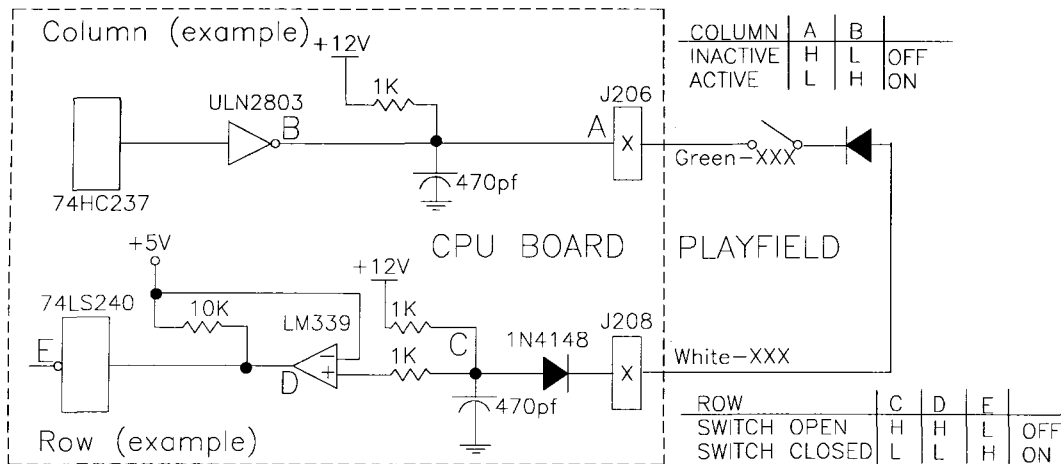 Column (example)
+12V
1K
ULN2803
B
A
J206
X
Green-XXX
470pf
74HC237
COLUMN A B
INACTIVE H L OFF
ACTIVE L H ON
CPU BOARD PLAYFIELD
+5V
+12V
74LS240
10K
LM339
1K
C
1N4148
J208
E
D
−
+
1K
X
White-XXX
470pf
Row (example)
ROW C D E
SWITCH OPEN H H L OFF
SWITCH CLOSED L L H ON